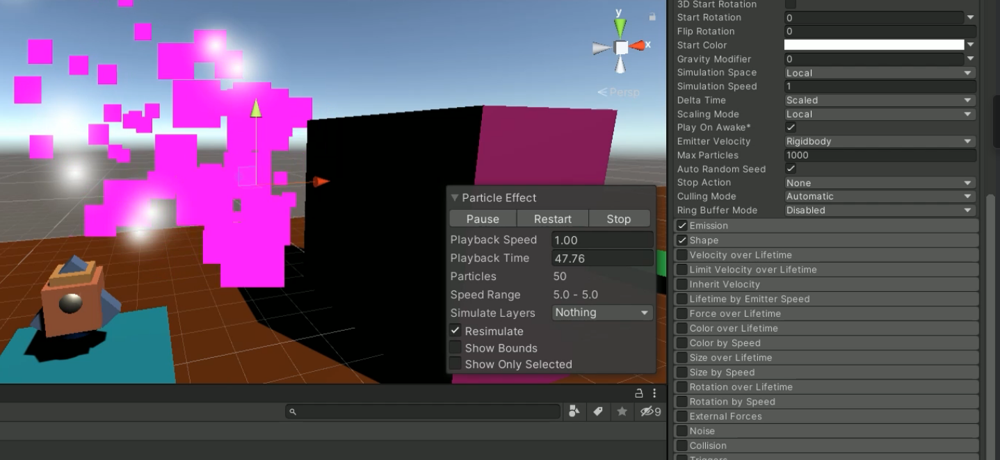 y
x
Persp
Particle Effect
Pause Restart Stop
Playback Speed 1.00
Playback Time 47.76
Particles 50
Speed Range 5.0 - 5.0
Simulate Layers Nothing
Resimulate
Show Bounds
Show Only Selected
9
3D Start Rotation
Start Rotation 0
Flip Rotation 0
Start Color
Gravity Modifier 0
Simulation Space Local
Simulation Speed 1
Delta Time Scaled
Scaling Mode Local
Play On Awake*
Emitter Velocity Rigidbody
Max Particles 1000
Auto Random Seed
Stop Action None
Culling Mode Automatic
Ring Buffer Mode Disabled
Emission
Shape
Velocity over Lifetime
Limit Velocity over Lifetime
Inherit Velocity
Lifetime by Emitter Speed
Force over Lifetime
Color over Lifetime
Color by Speed
Size over Lifetime
Size by Speed
Rotation over Lifetime
Rotation by Speed
External Forces
Noise
Collision